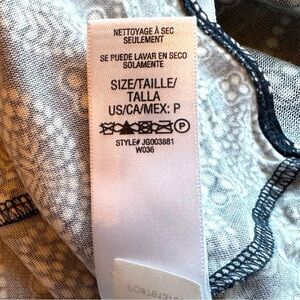 NETTOYAGE À SEC
SEULEMENT
SE PUEDE LAVAR EN SECO
SOLAMENTE
SIZE/TAILLE/
TALLA
US/CA/MEX: P
P
STYLE# JG003881
W036